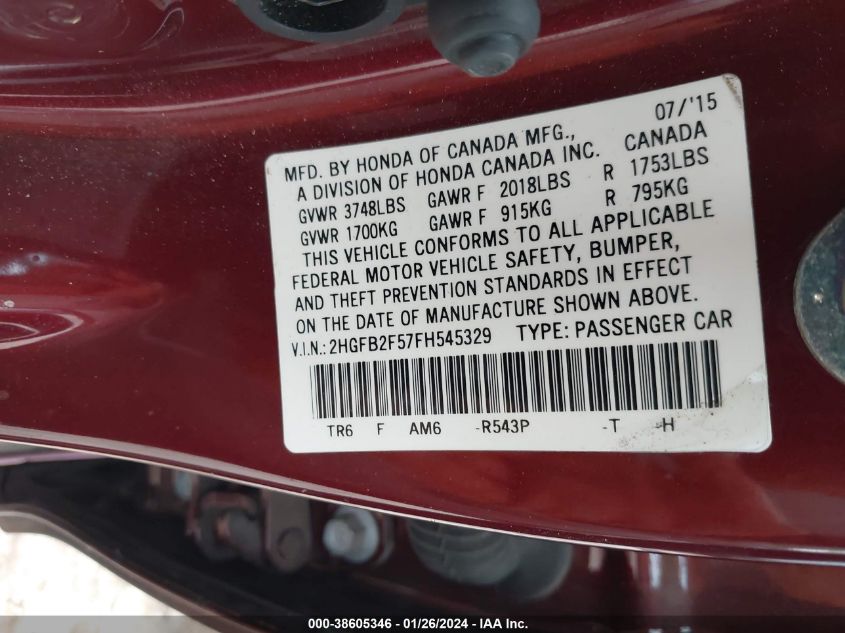 07/'15
MFD. BY HONDA OF CANADA MFG.,
A DIVISION OF HONDA CANADA INC. CANADA
GVWR 3748LBS GAWR F 2018LBS R 1753LBS
GVWR 1700KG GAWR F 915KG R 795KG
THIS VEHICLE CONFORMS TO ALL APPLICABLE
FEDERAL MOTOR VEHICLE SAFETY, BUMPER,
AND THEFT PREVENTION STANDARDS IN EFFECT
ON THE DATE OF MANUFACTURE SHOWN ABOVE.
V.I.N.: 2HGFB2F57FH545329 TYPE: PASSENGER CAR
TR6 F AM6 -R543P -T -H
000-38605346 - 01/26/2024 - IAA Inc.